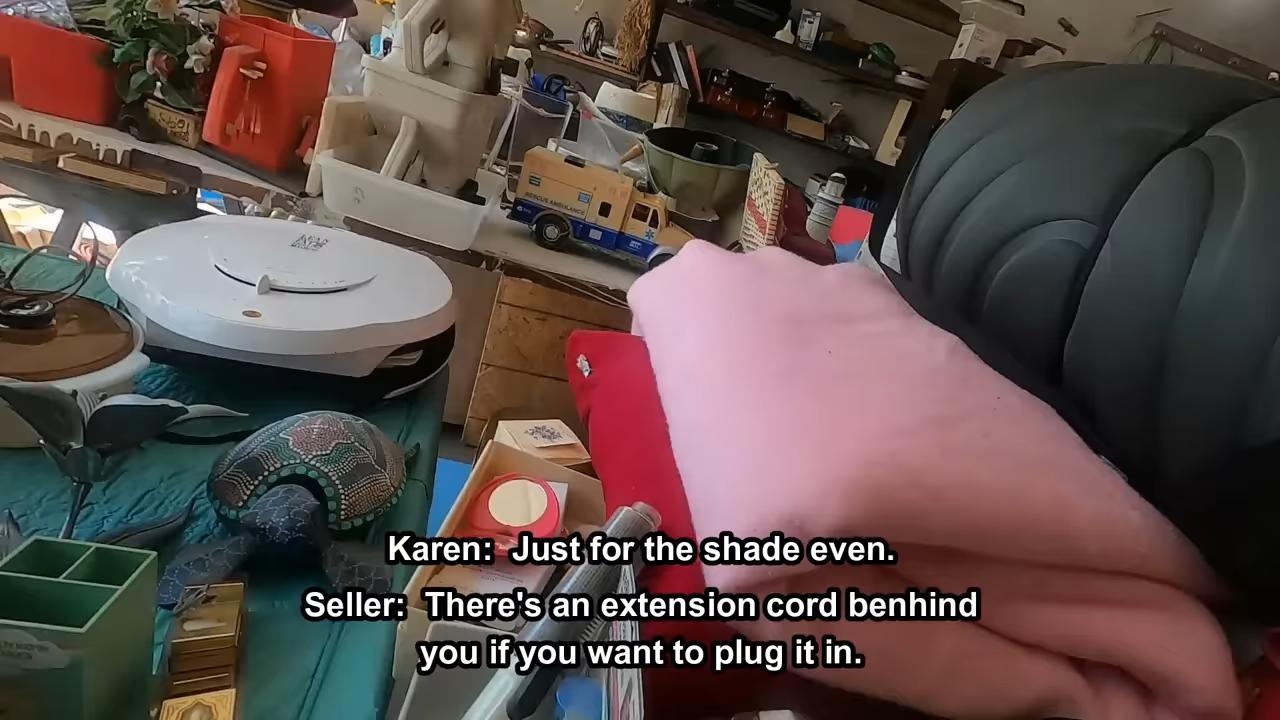 RESCUE AMBULANCE
Karen:  Just for the shade even.
Seller:  There's an extension cord benhind
you if you want to plug it in.